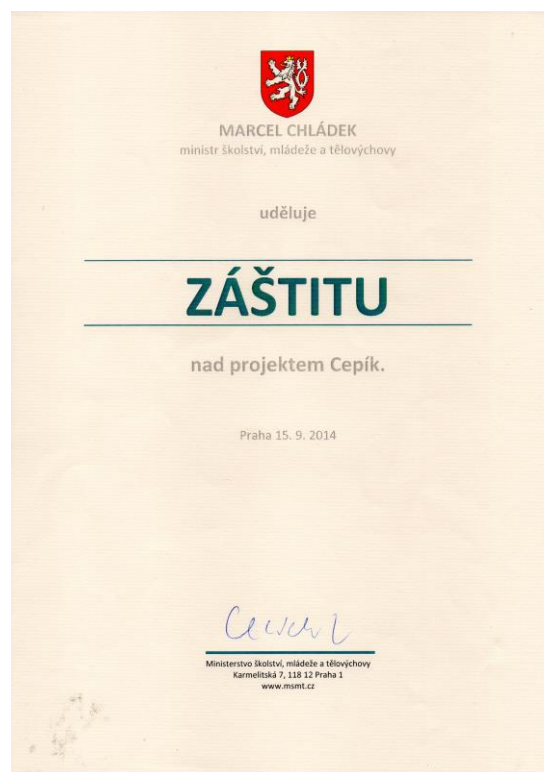 MARCEL CHLÁDEK
ministr školství, mládeže a tělovýchovy
uděluje
ZÁŠTITU
nad projektem Cepík.
Praha 15. 9. 2014
Ministerstvo školství, mládeže a tělovýchovy
Karmelitská 7, 118 12 Praha 1
www.msmt.cz